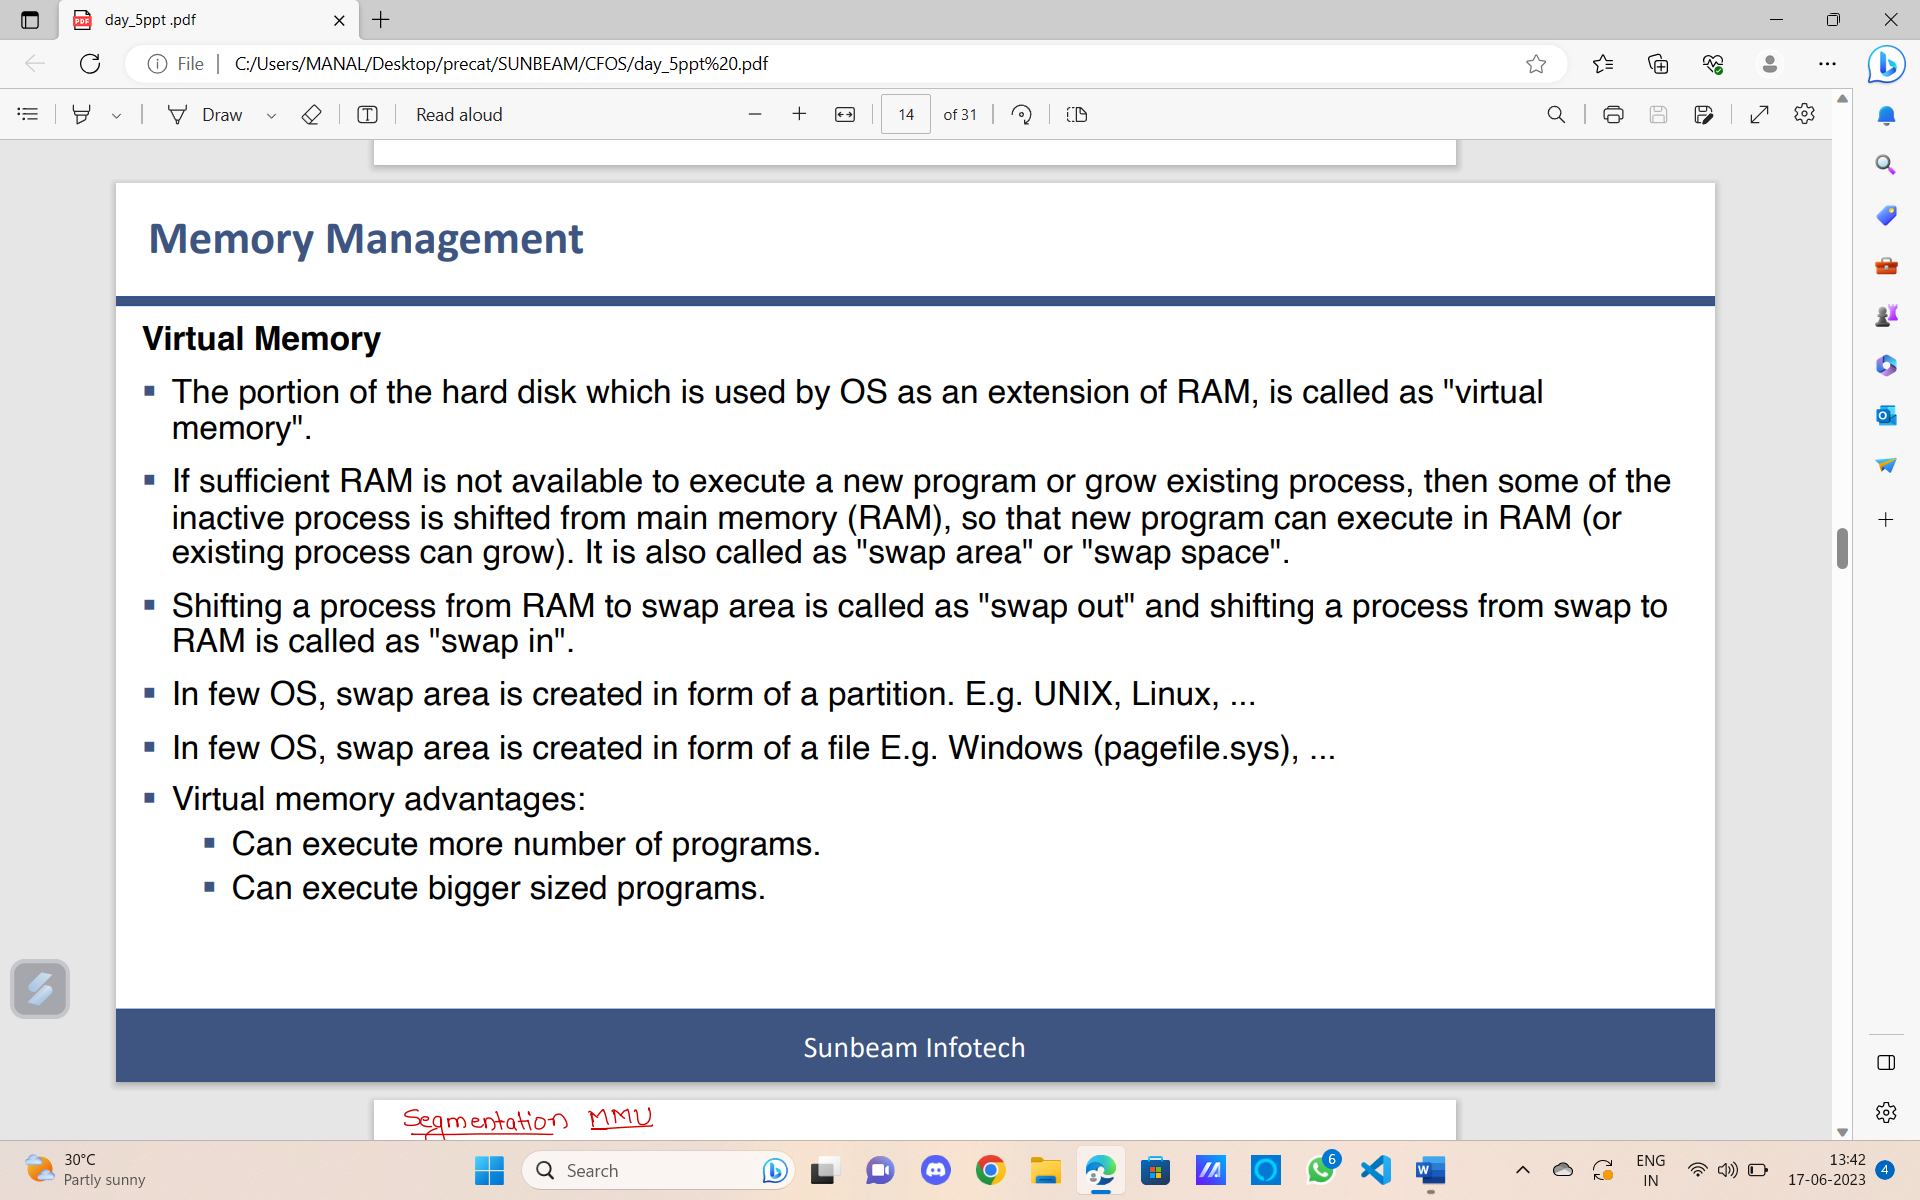 day_5ppt .pdf
File
C:/Users/MANAL/Desktop/precat/SUNBEAM/CFOS/day_5ppt%20.pdf
Draw
Read aloud
14
of 31
Memory Management
Virtual Memory
The portion of the hard disk which is used by OS as an extension of RAM, is called as "virtual
memory".
If sufficient RAM is not available to execute a new program or grow existing process, then some of the
inactive process is shifted from main memory (RAM), so that new program can execute in RAM (or
existing process can grow). It is also called as "swap area" or "swap space".
Shifting a process from RAM to swap area is called as "swap out" and shifting a process from swap to
RAM is called as "swap in".
In few OS, swap area is created in form of a partition. E.g. UNIX, Linux, ...
In few OS, swap area is created in form of a file E.g. Windows (pagefile.sys), ...
Virtual memory advantages:
Can execute more number of programs.
Can execute bigger sized programs.
Sunbeam Infotech
Segmentation MMU
30°C
Partly sunny
Search
6
ENG
IN
13:42
17-06-2023
4